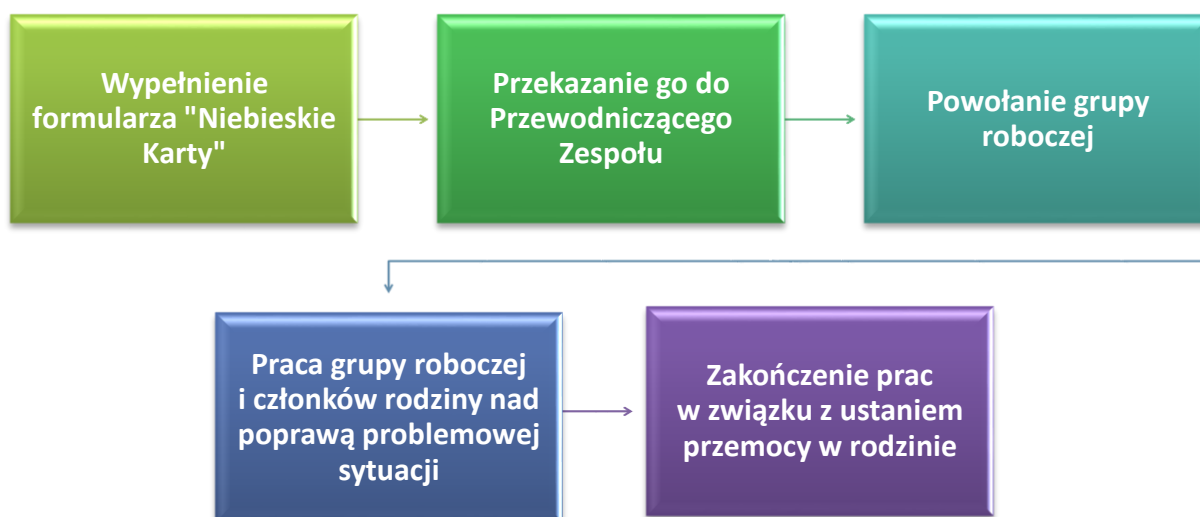 Wypełnienie
formularza "Niebieskie
Karty"
Przekazanie go do
Przewodniczącego
Zespołu
Powołanie grupy
roboczej
Praca grupy roboczej
i członków rodziny nad
poprawą problemowej
sytuacji
Zakończenie prac
w związku z ustaniem
przemocy w rodzinie